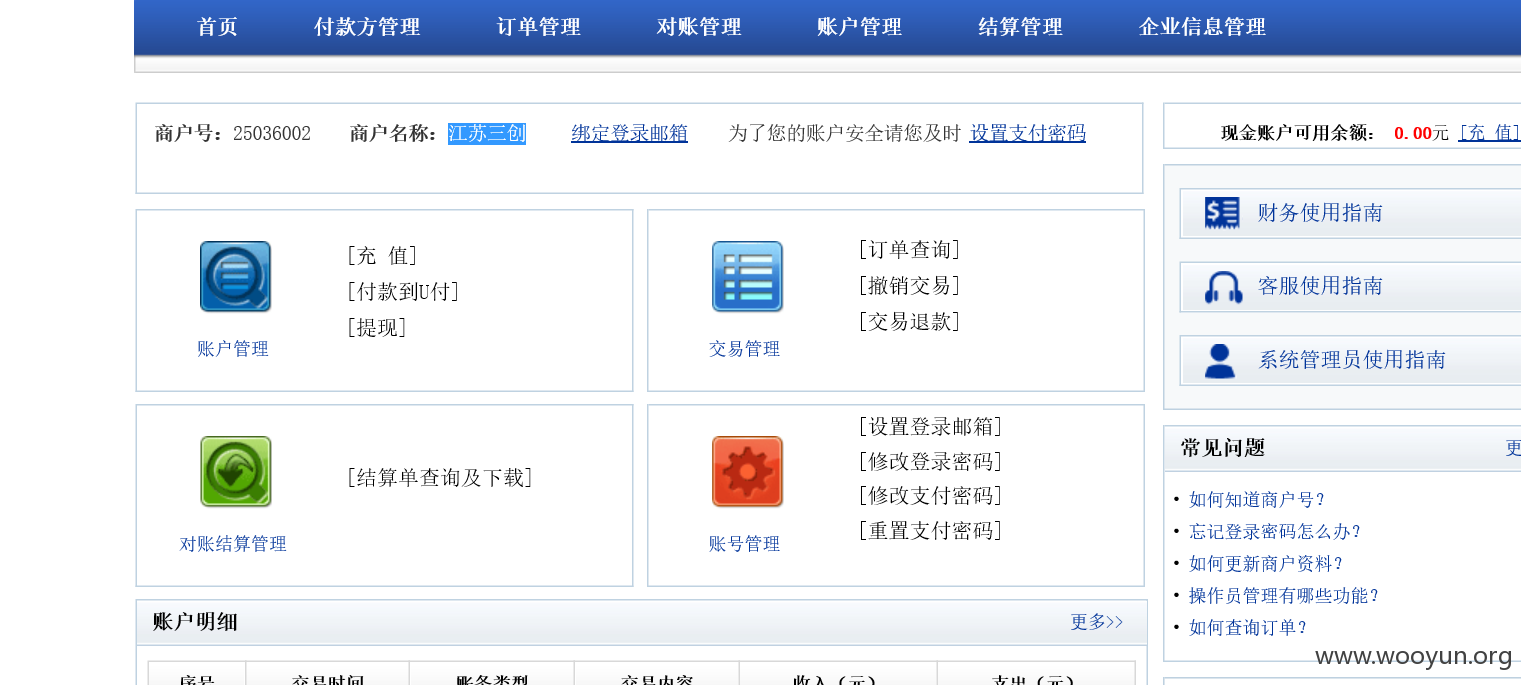 首页 付款方管理 订单管理 对账管理 账户管理 结算管理 企业信息管理
商户号：25036002 商户名称：江苏三创 绑定登录邮箱 为了您的账户安全请您及时 设置支付密码
现金账户可用余额： 0.00元 [充 值]
[充 值]
[付款到U付]
[提现]
账户管理
[订单查询]
[撤销交易]
[交易退款]
交易管理
财务使用指南
客服使用指南
系统管理员使用指南
[结算单查询及下载]
对账结算管理
[设置登录邮箱]
[修改登录密码]
[修改支付密码]
[重置支付密码]
账号管理
常见问题 更
• 如何知道商户号？
• 忘记登录密码怎么办？
• 如何更新商户资料？
• 操作员管理有哪些功能？
• 如何查询订单？
账户明细 更多>>
序号 交易时间 账务类型 交易内容 收入（元） 支出（元）
www.wooyun.org